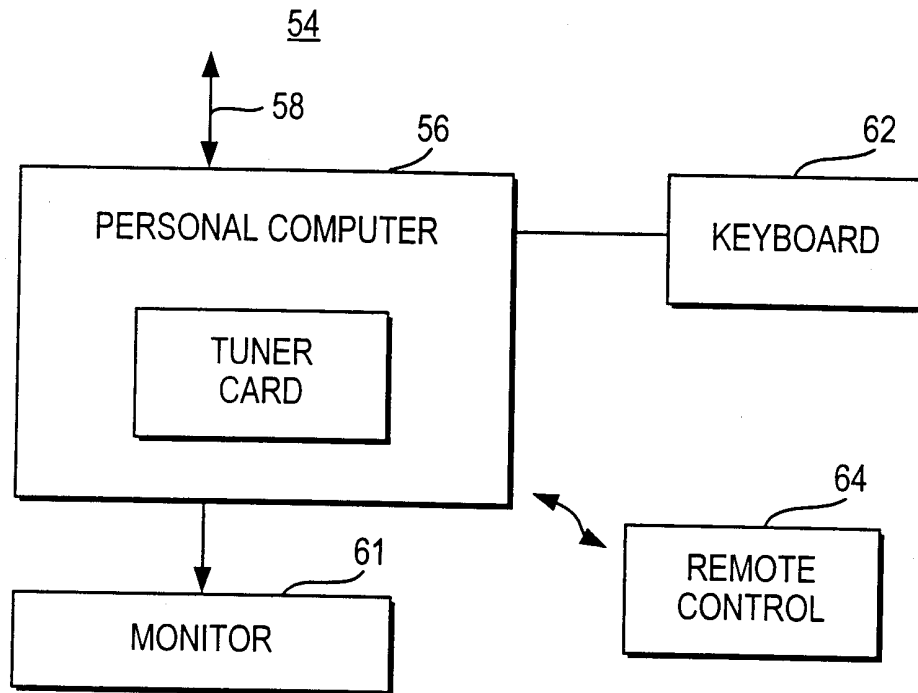 54
58
56
62
PERSONAL COMPUTER
KEYBOARD
TUNER
CARD
64
61
REMOTE
CONTROL
MONITOR